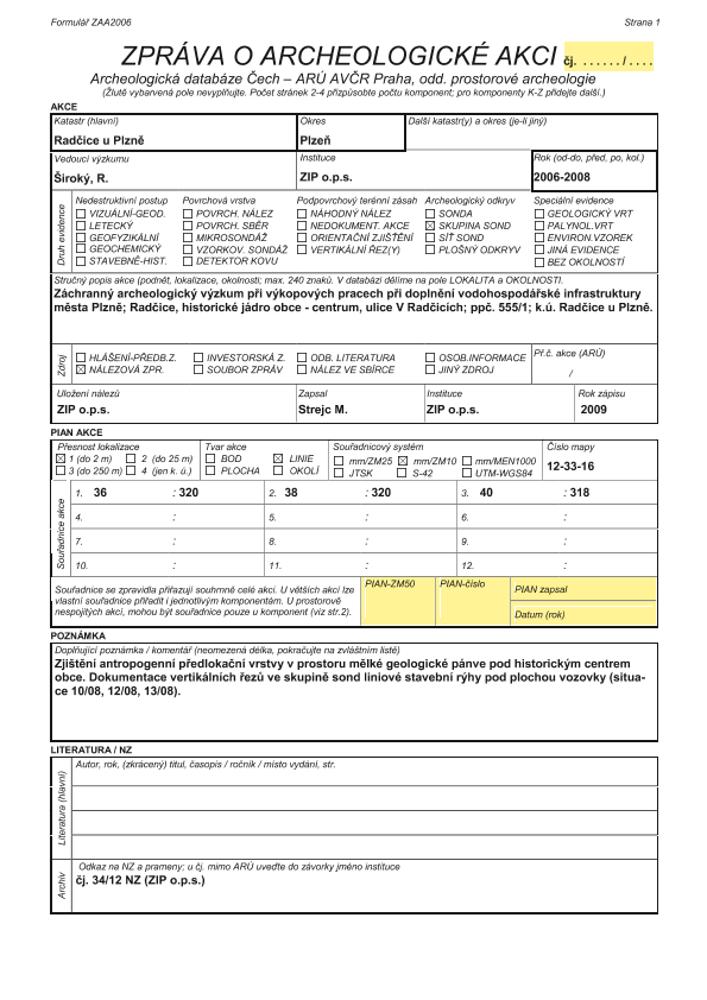 Formulář ZAA2006 Strana 1
ZPRÁVA O ARCHEOLOGICKÉ AKCI čj. . . . . . . / . . . .
Archeologická databáze Čech – ARÚ AVČR Praha, odd. prostorové archeologie
(Žlutě vybarvená pole nevyplňujte. Počet stránek 2-4 přizpůsobte počtu komponent; pro komponenty K-Z přidejte další.)
AKCE
Katastr (hlavní) Okres Další katastr(y) a okres (je-li jiný)
Radčice u Plzně Plzeň
Vedoucí výzkumu Instituce Rok (od-do, před, po, kol.)
Široký, R. ZIP o.p.s. 2006-2008
Druh evidence
Nedestruktivní postup Povrchová vrstva Podpovrchový terénní zásah Archeologický odkryv Speciální evidence
☐ VIZUÁLNÍ-GEOD. ☐ POVRCH. NÁLEZ ☐ NÁHODNÝ NÁLEZ ☐ SONDA ☐ GEOLOGICKÝ VRT
☐ LETECKÝ ☐ POVRCH. SBĚR ☐ NEDOKUMENT. AKCE ☒ SKUPINA SOND ☐ PALYNOL.VRT
☐ GEOFYZIKÁLNÍ ☐ MIKROSONDÁŽ ☐ ORIENTAČNÍ ZJIŠTĚNÍ ☐ SÍŤ SOND ☐ ENVIRON.VZOREK
☐ GEOCHEMICKÝ ☐ VZORKOV. SONDÁŽ ☐ VERTIKÁLNÍ ŘEZ(Y) ☐ PLOŠNÝ ODKRYV ☐ JINÁ EVIDENCE
☐ STAVEBNĚ-HIST. ☐ DETEKTOR KOVU ☐ BEZ OKOLNOSTÍ
Stručný popis akce (podnět, lokalizace, okolnosti; max. 240 znaků. V databázi dělíme na pole LOKALITA a OKOLNOSTI.
Záchranný archeologický výzkum při výkopových pracech při doplnění vodohospodářské infrastruktury
města Plzně; Radčice, historické jádro obce - centrum, ulice V Radčicích; ppč. 555/1; k.ú. Radčice u Plzně.
Zdroj
☐ HLÁŠENÍ-PŘEDB.Z. ☐ INVESTORSKÁ Z. ☐ ODB. LITERATURA ☐ OSOB.INFORMACE Př.č. akce (ARÚ)
☒ NÁLEZOVÁ ZPR. ☐ SOUBOR ZPRÁV ☐ NÁLEZ VE SBÍRCE ☐ JINÝ ZDROJ /
Uložení nálezů Zapsal Instituce Rok zápisu
ZIP o.p.s. Strejc M. ZIP o.p.s. 2009
PIAN AKCE
Přesnost lokalizace Tvar akce Souřadnicový systém Číslo mapy
☒ 1 (do 2 m) ☐ 2 (do 25 m) ☐ BOD ☒ LINIE ☐ mm/ZM25 ☒ mm/ZM10 ☐ mm/MEN1000 12-33-16
☐ 3 (do 250 m) ☐ 4 (jen k. ú.) ☐ PLOCHA ☐ OKOLÍ ☐ JTSK ☐ S-42 ☐ UTM-WGS84
Souřadnice akce
1. 36 : 320 2. 38 : 320 3. 40 : 318
4. : 5. : 6. :
7. : 8. : 9. :
10. : 11. : 12. :
Souřadnice se zpravidla přiřazují souhrnně celé akci. U větších akcí lze PIAN-ZM50 PIAN-číslo PIAN zapsal
vlastní souřadnice přiřadit i jednotlivým komponentám. U prostorově
nespojitých akcí, mohou být souřadnice pouze u komponent (viz str.2). Datum (rok)
POZNÁMKA
Doplňující poznámka / komentář (neomezená délka, pokračujte na zvláštním listě)
Zjištění antropogenní předlokační vrstvy v prostoru mělké geologické pánve pod historickým centrem
obce. Dokumentace vertikálních řezů ve skupině sond liniové stavební rýhy pod plochou vozovky (situa-
ce 10/08, 12/08, 13/08).
LITERATURA / NZ
Literatura (hlavní)
Autor, rok, (zkrácený) titul, časopis / ročník / místo vydání, str.
Archiv
Odkaz na NZ a prameny; u čj. mimo ARÚ uveďte do závorky jméno instituce
čj. 34/12 NZ (ZIP o.p.s.)